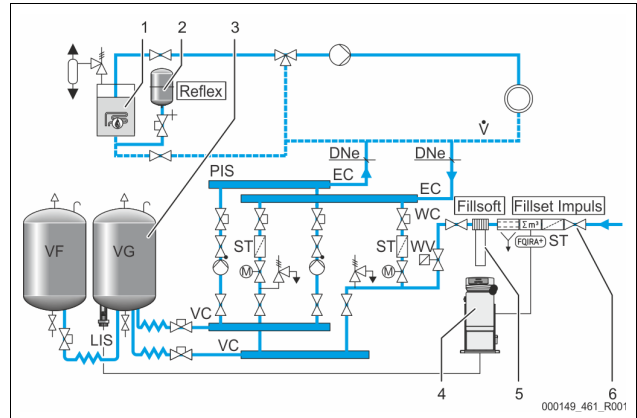 1 2 3
Reflex
V̇
DNe DNe
PIS EC
EC
WC
Fillsoft Fillset Impuls
Σm³
ST ST WV FQIRA+ ST
VF VG
M M
VC
LIS
VC
4 5 6
000149_461_R001